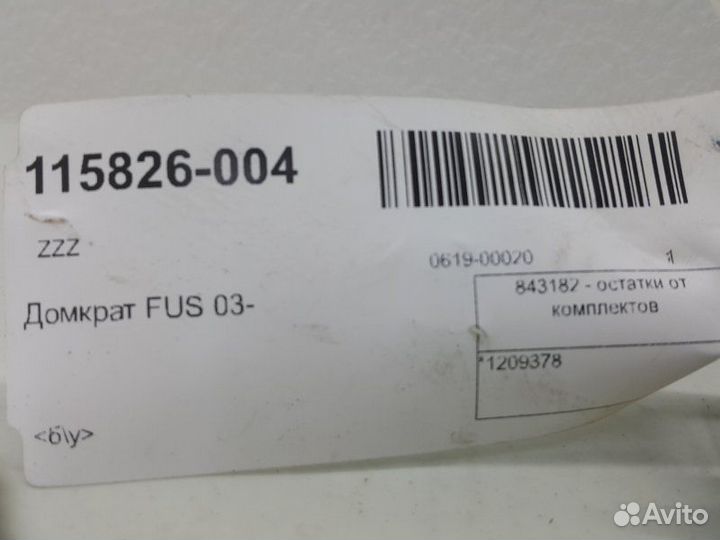 115826-004
ZZZ
0619-00020
1
Домкрат FUS 03-
843182 - остатки от
комплектов
*1209378
<б\у>
Avito